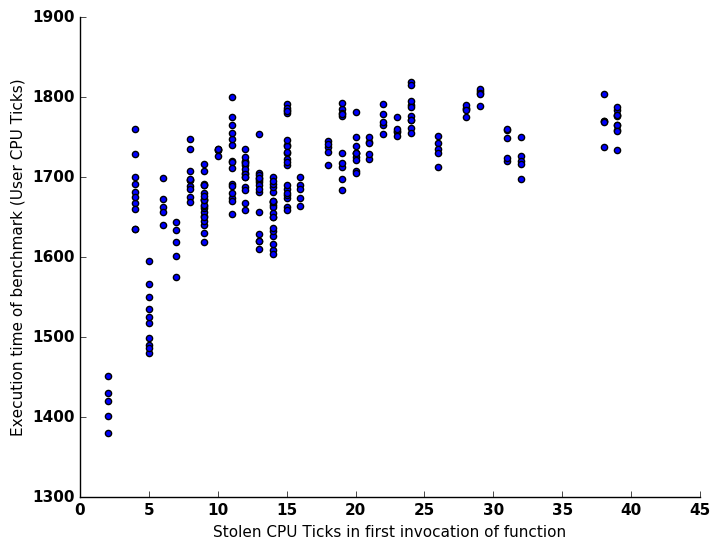 1900
1800
1700
1600
1500
1400
1300
Execution time of benchmark (User CPU Ticks)
0 5 10 15 20 25 30 35 40 45
Stolen CPU Ticks in first invocation of function